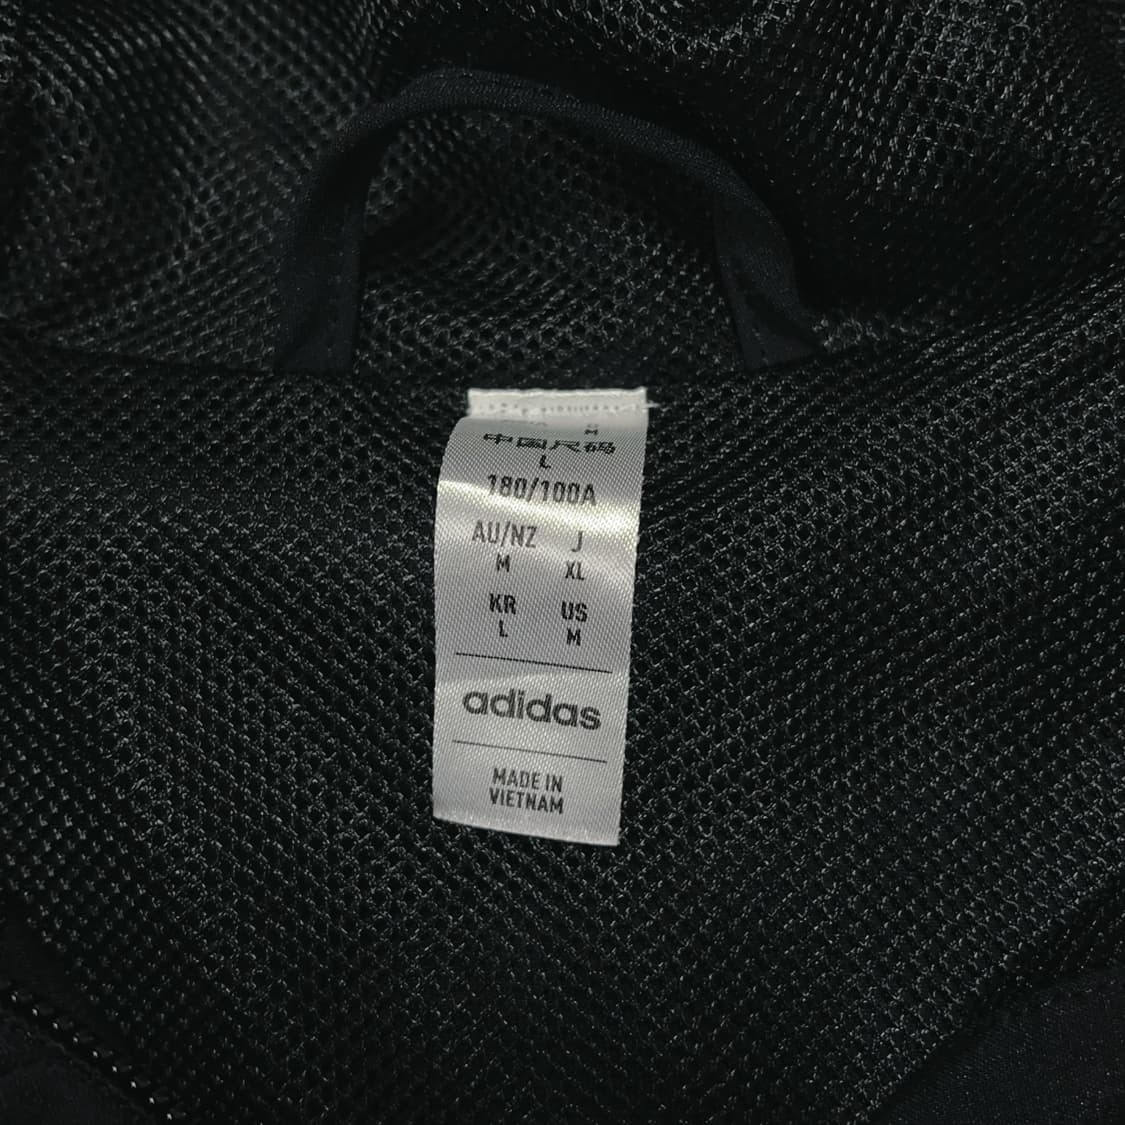 M
中国尺码
L
180/100A
AU/NZ J
M XL
KR US
L M
adidas
MADE IN
VIETNAM